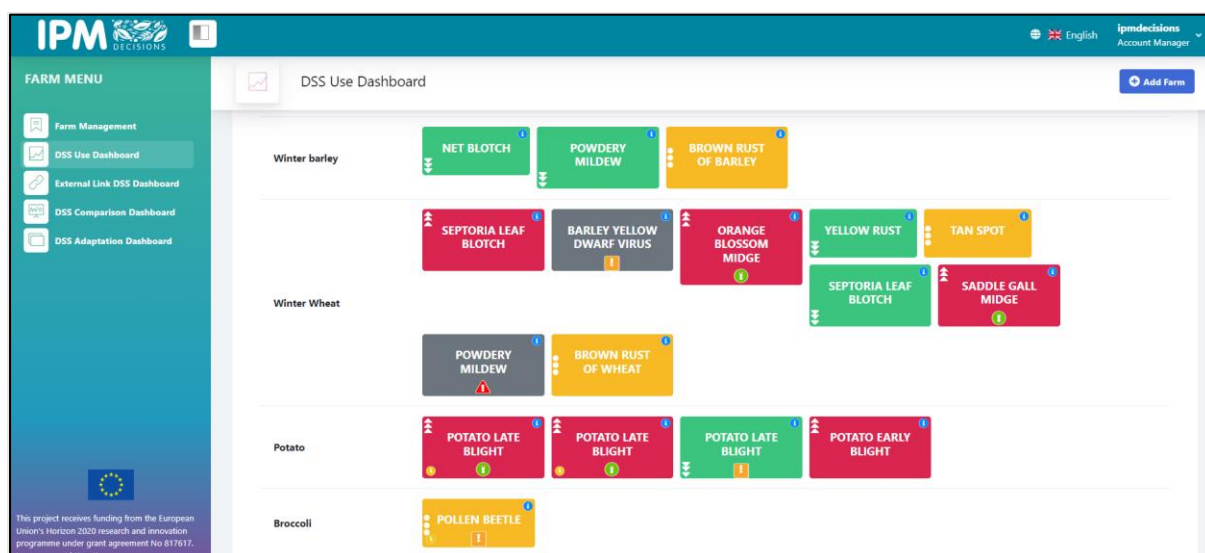 IPM
DECISIONS
English
ipmdecisions
Account Manager
FARM MENU
DSS Use Dashboard
Add Farm
Farm Management
DSS Use Dashboard
External Link DSS Dashboard
DSS Comparison Dashboard
DSS Adaptation Dashboard
Winter barley
NET BLOTCH
POWDERY
MILDEW
BROWN RUST
OF BARLEY
Winter Wheat
SEPTORIA LEAF
BLOTCH
BARLEY YELLOW
DWARF VIRUS
ORANGE
BLOSSOM
MIDGE
YELLOW RUST
TAN SPOT
SEPTORIA LEAF
BLOTCH
SADDLE GALL
MIDGE
POWDERY
MILDEW
BROWN RUST
OF WHEAT
Potato
POTATO LATE
BLIGHT
POTATO LATE
BLIGHT
POTATO LATE
BLIGHT
POTATO EARLY
BLIGHT
Broccoli
POLLEN BEETLE
This project receives funding from the European
Union's Horizon 2020 research and innovation
programme under grant agreement No 817617.